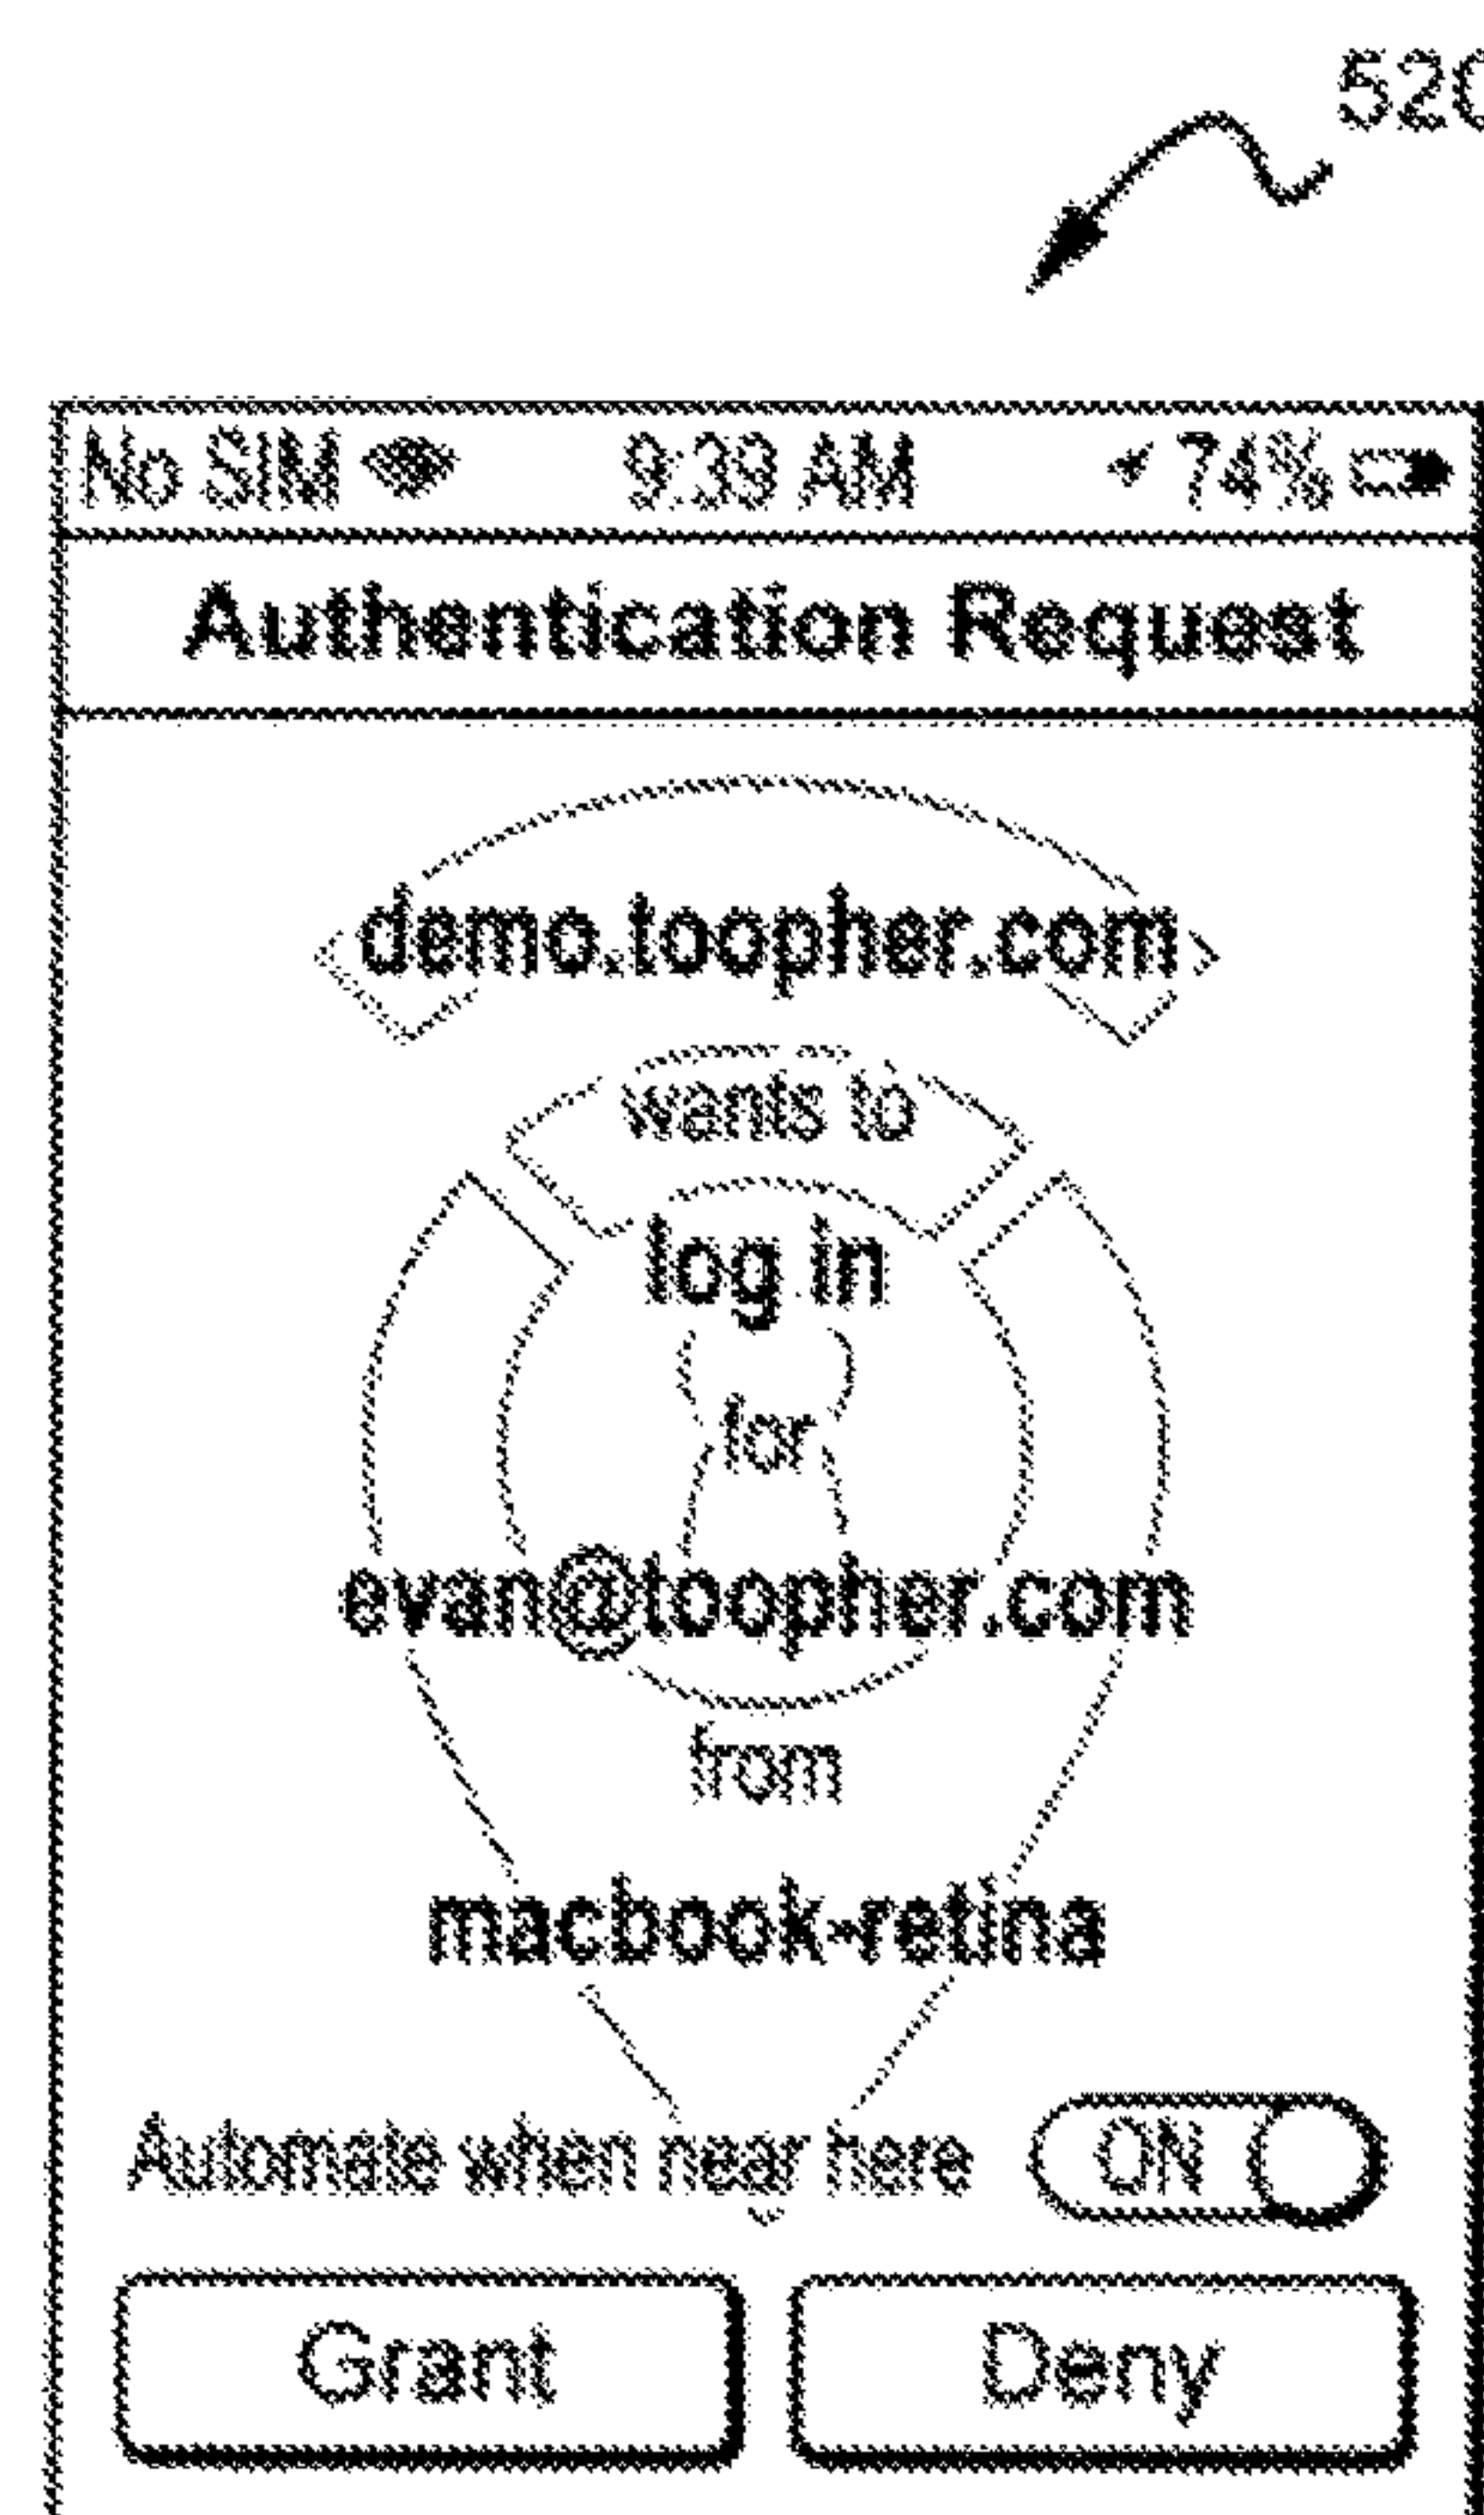 520
No SIM 9:39 AM 74%
Authentication Request
demo.toopher.com
wants to
log in
for
evan@toopher.com
from
macbook-retina
Automate when near here ON
Grant Deny